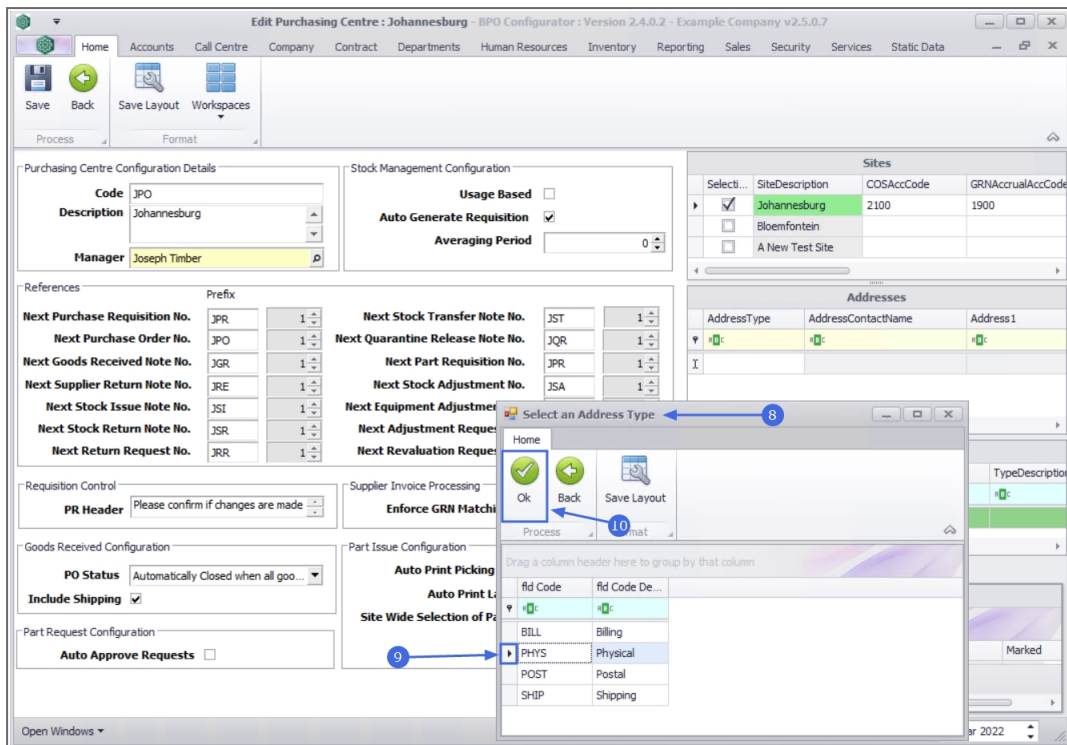 Edit Purchasing Centre : Johannesburg - BPO Configurator : Version 2.4.0.2 - Example Company v2.5.0.7
Home Accounts Call Centre Company Contract Departments Human Resources Inventory Reporting Sales Security Services Static Data
Save Back Save Layout Workspaces
Process Format
Purchasing Centre Configuration Details
Code JPO
Description Johannesburg
Manager Joseph Timber
Stock Management Configuration
Usage Based
Auto Generate Requisition
Averaging Period 0
Sites
Selecti... SiteDescription COSAccCode GRNAccrualAccCode
Johannesburg 2100 1900
Bloemfontein
A New Test Site
References
Prefix
Next Purchase Requisition No. JPR 1
Next Purchase Order No. JPO 1
Next Goods Received Note No. JGR 1
Next Supplier Return Note No. JRE 1
Next Stock Issue Note No. JSI 1
Next Stock Return Note No. JSR 1
Next Return Request No. JRR 1
Next Stock Transfer Note No. JST 1
Next Quarantine Release Note No. JQR 1
Next Part Requisition No. JPR 1
Next Stock Adjustment No. JSA 1
Next Equipment Adjustmen
Next Adjustment Reque
Next Revaluation Reque
Addresses
AddressType AddressContactName Address1
TypeDescription
Marked
Requisition Control
PR Header Please confirm if changes are made
Supplier Invoice Processing
Enforce GRN Matchi
Goods Received Configuration
PO Status Automatically Closed when all goo...
Include Shipping
Part Issue Configuration
Auto Print Picking
Auto Print La
Site Wide Selection of Pa
Part Request Configuration
Auto Approve Requests
Select an Address Type 8
Home
Ok Back Save Layout
10
Process Format
Drag a column header here to group by that column
fld Code fld Code De...
BILL Billing
9 PHYS Physical
POST Postal
SHIP Shipping
Open Windows
ar 2022